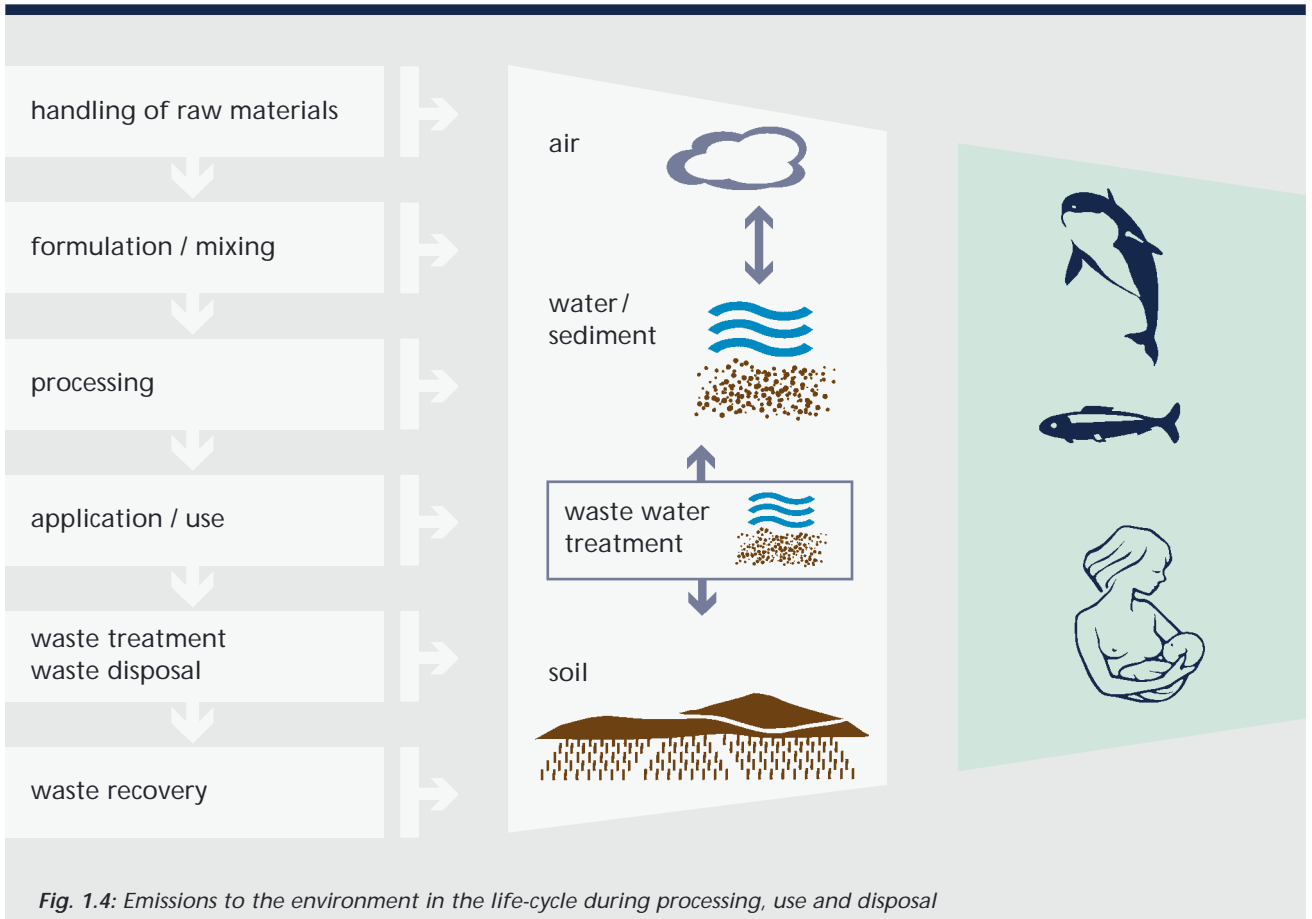 handling of raw materials
formulation / mixing
processing
application / use
waste treatment
waste disposal
waste recovery
air
water/
sediment
waste water
treatment
soil
Fig. 1.4: Emissions to the environment in the life-cycle during processing, use and disposal